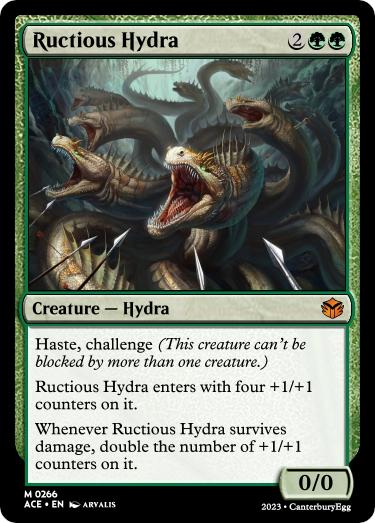 Ructious Hydra 2
Creature — Hydra
Haste, challenge (This creature can't be
blocked by more than one creature.)
Ructious Hydra enters with four +1/+1
counters on it.
Whenever Ructious Hydra survives
damage, double the number of +1/+1
counters on it.
0/0
M 0266
ACE • EN ARVALIS
2023 • CanterburyEgg